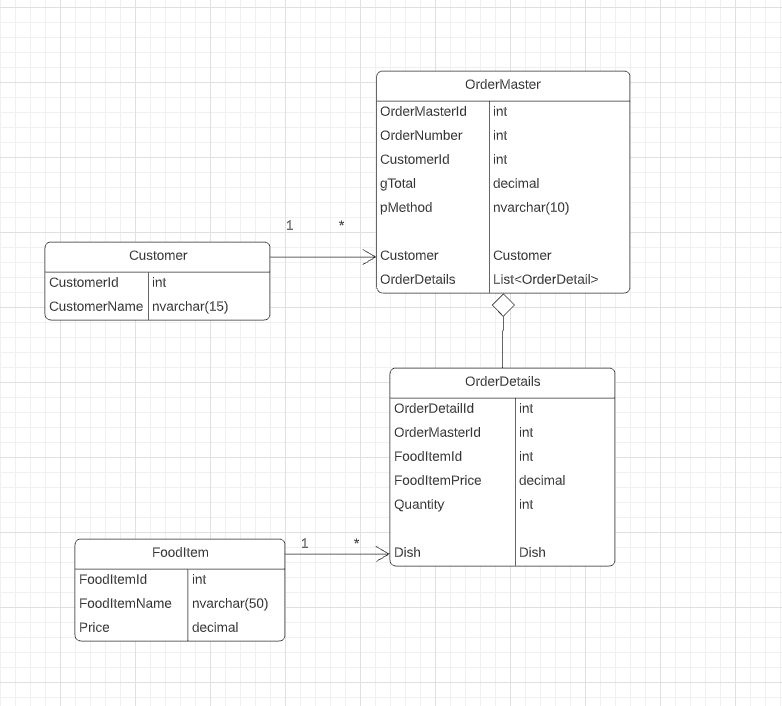 OrderMaster
OrderMasterId int
OrderNumber int
CustomerId int
gTotal decimal
pMethod nvarchar(10)
Customer Customer
OrderDetails List<OrderDetail>
1 *
Customer
CustomerId int
CustomerName nvarchar(15)
OrderDetails
OrderDetailId int
OrderMasterId int
FoodItemId int
FoodItemPrice decimal
Quantity int
Dish Dish
1 *
FoodItem
FoodItemId int
FoodItemName nvarchar(50)
Price decimal